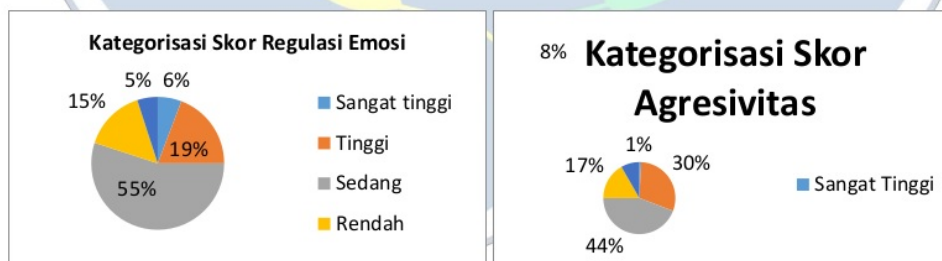 Kategorisasi Skor Regulasi Emosi
5%
6%
15%
19%
55%
Sangat tinggi
Tinggi
Sedang
Rendah
8%
Kategorisasi Skor
Agresivitas
1%
17%
30%
44%
Sangat Tinggi